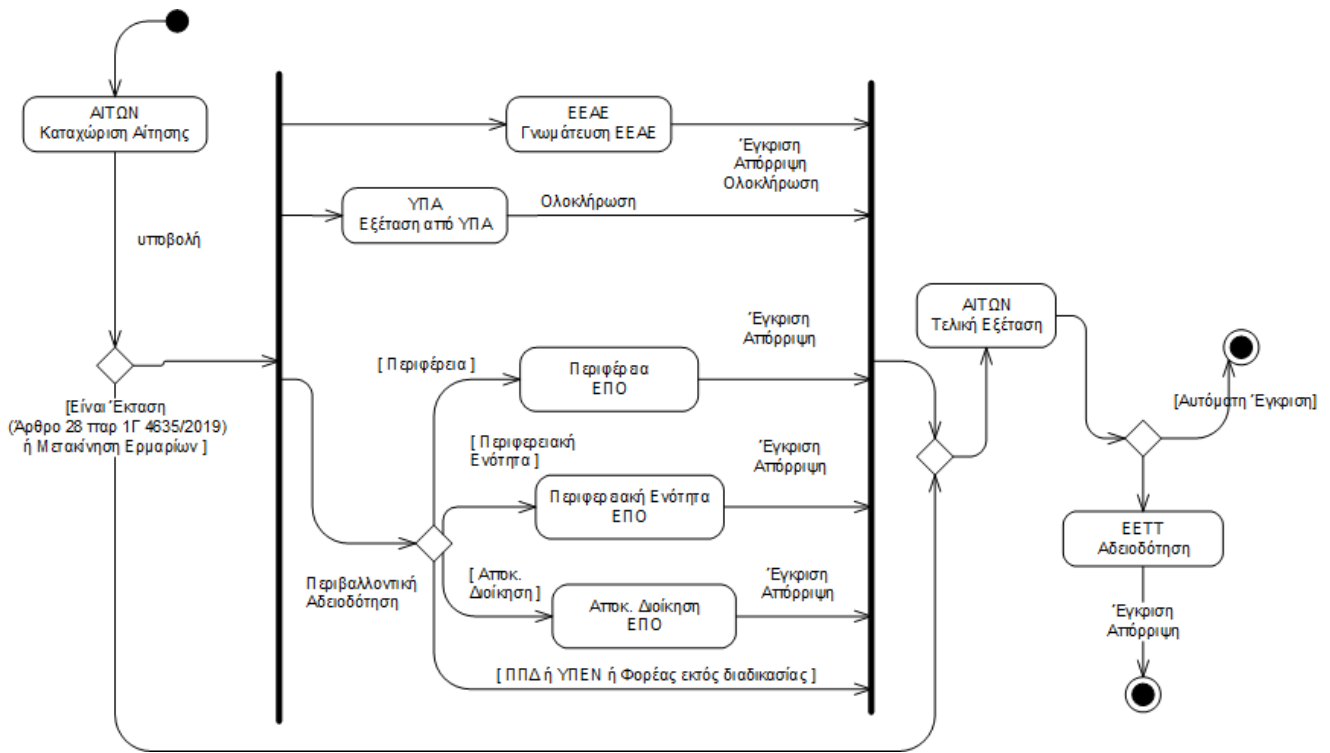 ΑΙΤΩΝ
Καταχώριση Αίτησης
υποβολή
[Είναι Έκταση
(Άρθρο 28 παρ 1Γ 4635/2019)
ή Μετακίνηση Ερμαρίων ]
ΕΕΑΕ
Γνωμάτευση ΕΕΑΕ
Έγκριση
Απόρριψη
Ολοκλήρωση
ΥΠΑ
Εξέταση από ΥΠΑ
Ολοκλήρωση
Περιβαλλοντική
Αδειοδότηση
[ Περιφέρεια ]
Περιφέρεια
ΕΠΟ
Έγκριση
Απόρριψη
[ Περιφερειακή
Ενότητα ]
Περιφερειακή Ενότητα
ΕΠΟ
Έγκριση
Απόρριψη
[ Αποκ.
Διοίκηση ]
Αποκ. Διοίκηση
ΕΠΟ
Έγκριση
Απόρριψη
[ ΠΠΔ ή ΥΠΕΝ ή Φορέας εκτός διαδικασίας ]
ΑΙΤΩΝ
Τελική Εξέταση
[Αυτόματη Έγκριση]
ΕΕΤΤ
Αδειοδότηση
Έγκριση
Απόρριψη